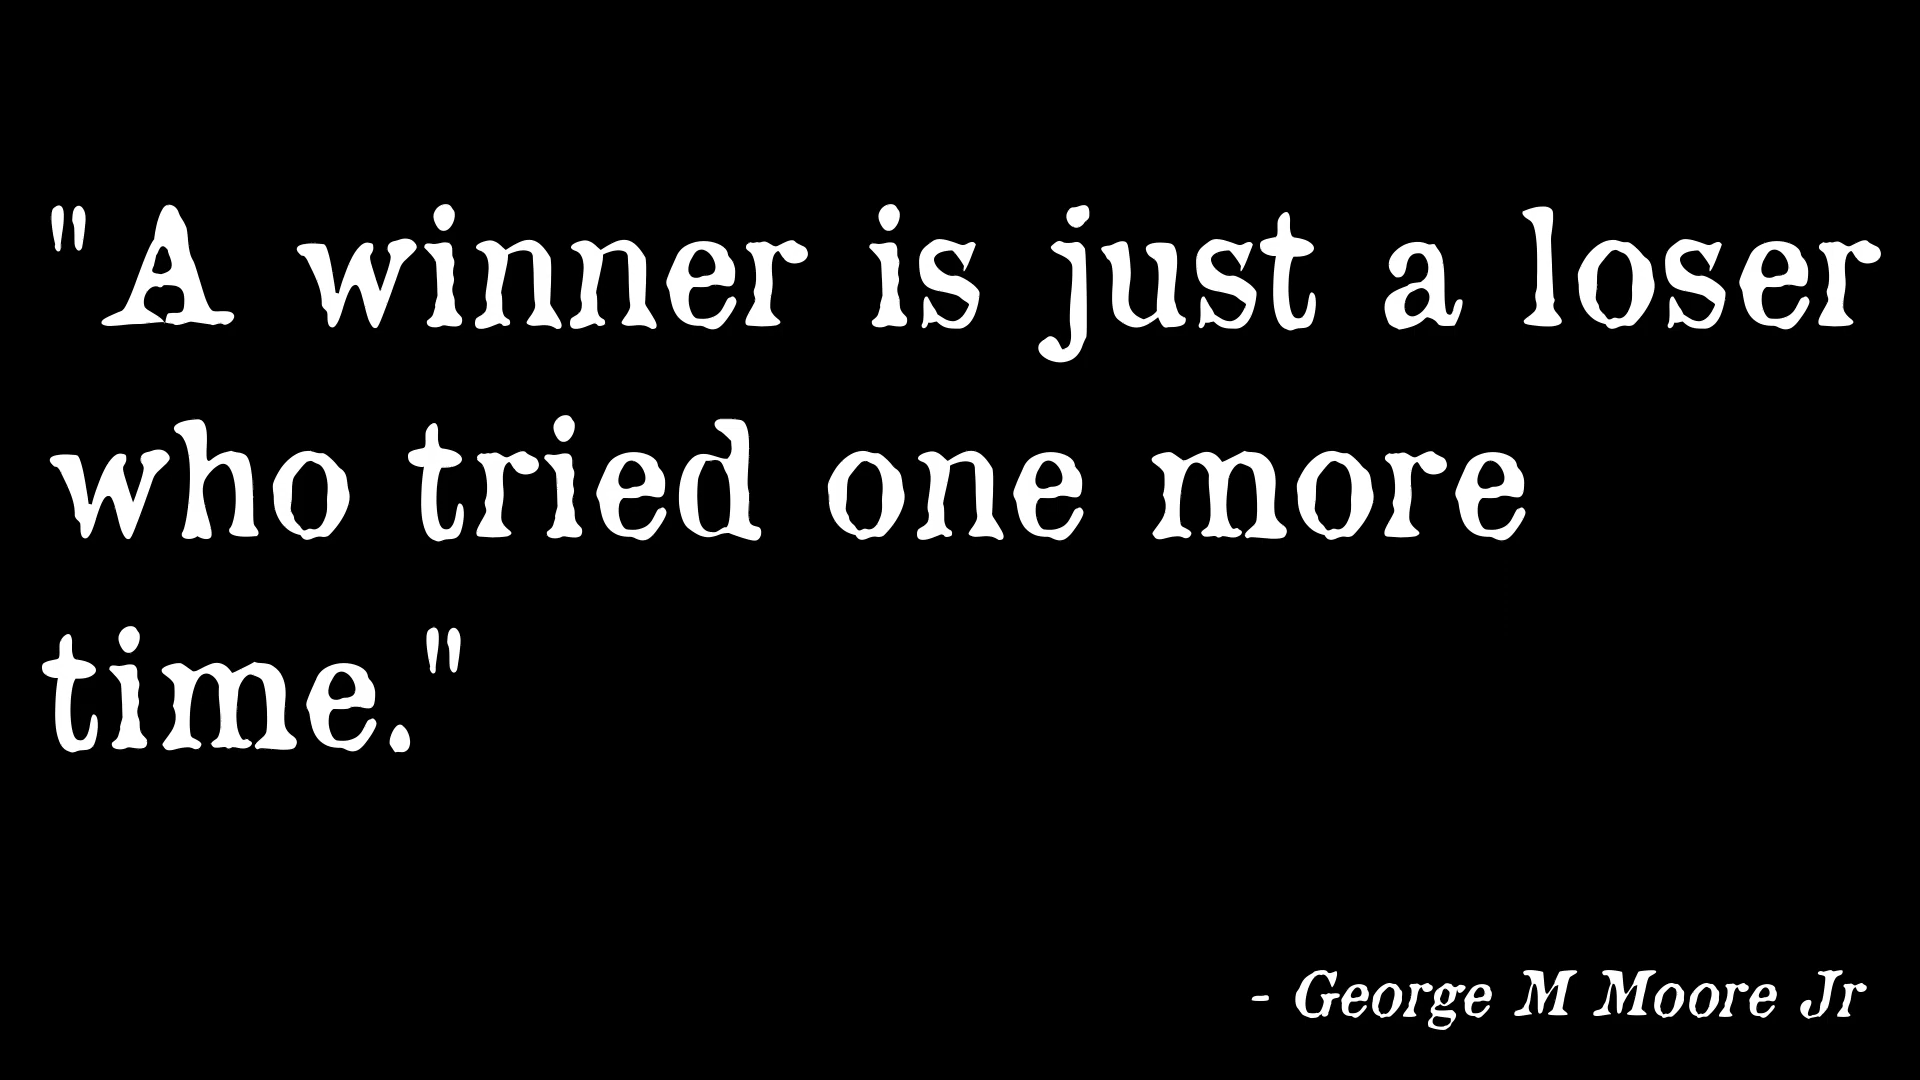 "A winner is just a loser
who tried one more
time."
- George M Moore Jr